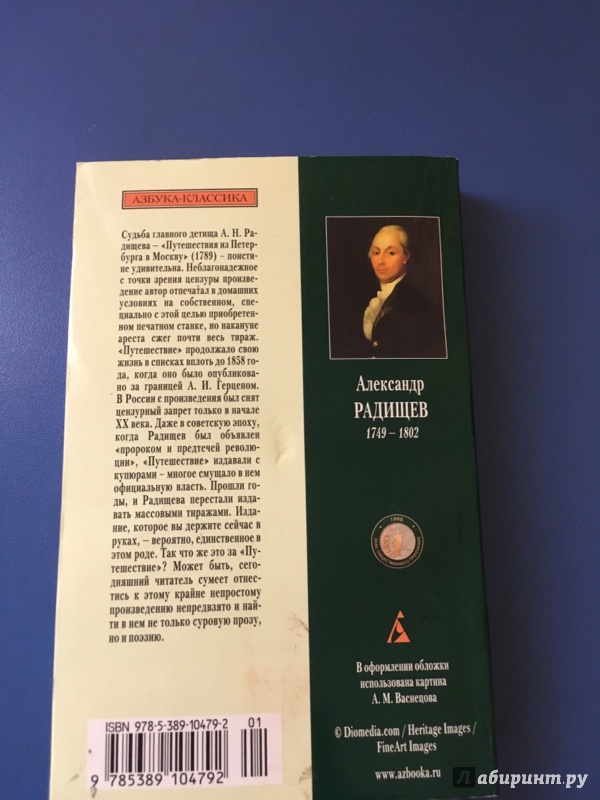 АЗБУКА-КЛАССИКА
Судьба главного детища А. Н. Ра-
дищева – «Путешествия из Петер-
бурга в Москву» (1789) – поисти-
не удивительна. Неблагонадежное
с точки зрения цензуры произве-
дение автор отпечатал в домашних
условиях на собственном, спе-
циально с этой целью приобретен-
ном печатном станке, но накануне
ареста сжег почти весь тираж.
«Путешествие» продолжало свою
жизнь в списках вплоть до 1858 го-
да, когда оно было опубликова-
но за границей А. И. Герценом.
В России с произведения был снят
цензурный запрет только в начале
XX века. Даже в советскую эпоху,
когда Радищев был объявлен
«пророком и предтечей револю-
ции», «Путешествие» издавали с
купюрами – многое смущало в нем
официальную власть. Прошли го-
ды, и Радищева перестали изда-
вать массовыми тиражами. Изда-
ние, которое вы держите сейчас в
руках, – вероятно, единственное в
этом роде. Так что же это за «Пу-
тешествие»? Может быть, сего-
дняшний читатель сумеет отнес-
тись к этому крайне непростому
произведению непредвзято и най-
ти в нем не только суровую прозу,
но и поэзию.
ISBN 978-5-389-10479-2
01
9 785389 104792
Александр
РАДИЩЕВ
1749 – 1802
1998
В оформлении обложки
использована картина
А. М. Васнецова
© Diomedia.com / Heritage Images /
FineArt Images
www.azbooka.ru
Лабиринт.ру